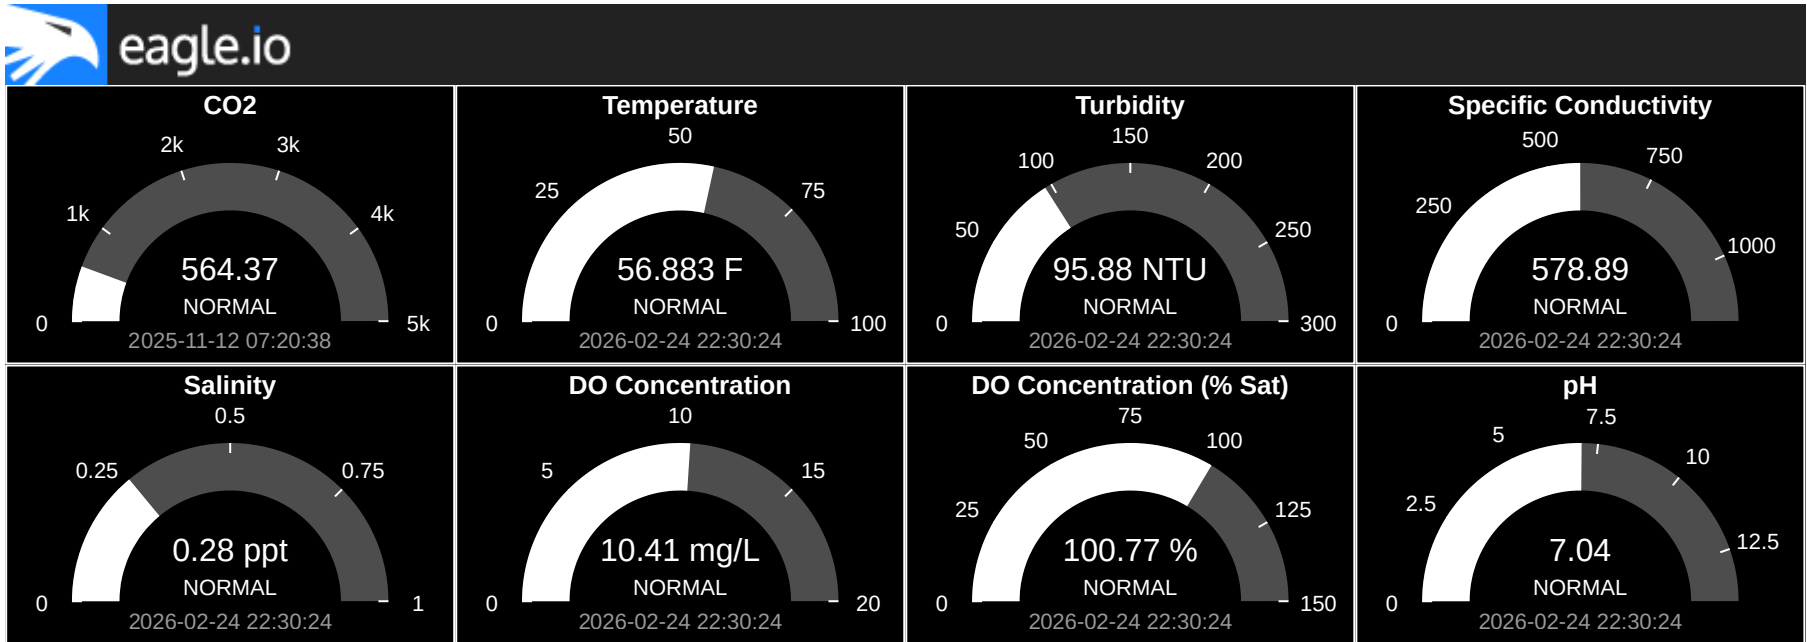 eagle.io
CO2
2k
3k
1k
4k
564.37
NORMAL
0
5k
2025-11-12 07:20:38
Temperature
50
25
75
56.883 F
NORMAL
0
100
2026-02-24 22:30:24
Turbidity
150
100
200
50
250
95.88 NTU
NORMAL
0
300
2026-02-24 22:30:24
Specific Conductivity
500
750
250
1000
578.89
NORMAL
0
2026-02-24 22:30:24
Salinity
0.5
0.25
0.75
0.28 ppt
NORMAL
0
1
2026-02-24 22:30:24
DO Concentration
10
5
15
10.41 mg/L
NORMAL
0
20
2026-02-24 22:30:24
DO Concentration (% Sat)
75
50
100
25
125
100.77 %
NORMAL
0
150
2026-02-24 22:30:24
pH
7.5
5
10
2.5
12.5
7.04
NORMAL
0
2026-02-24 22:30:24